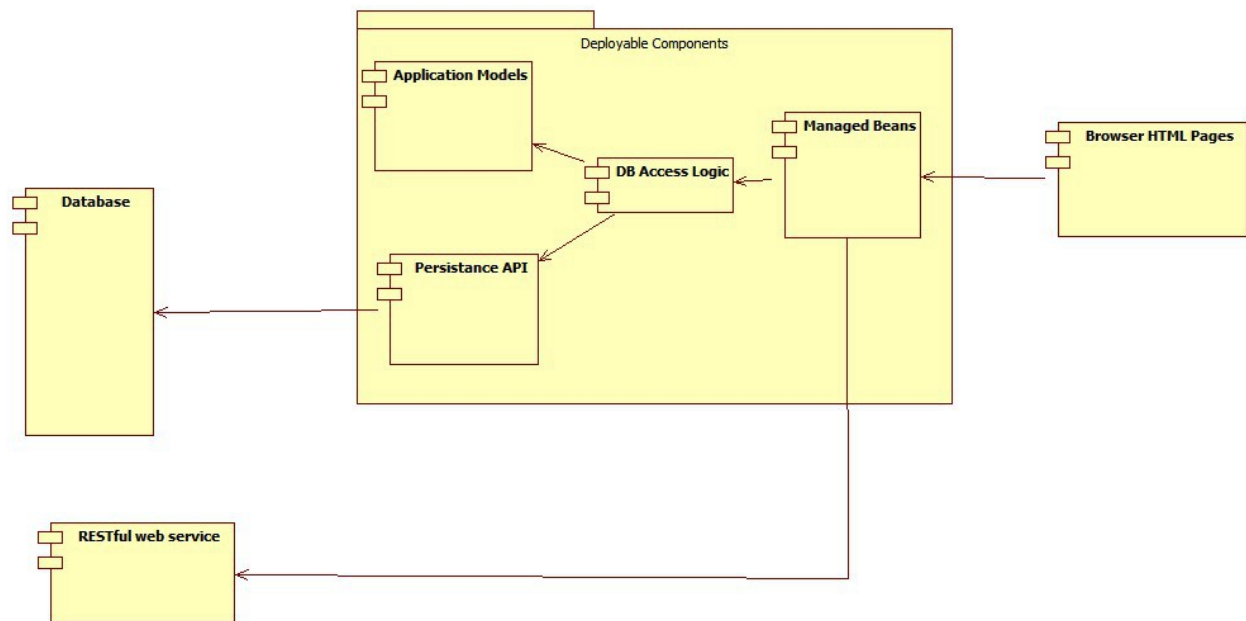 Deployable Components
Application Models
Managed Beans
Browser HTML Pages
DB Access Logic
Database
Persistance API
RESTful web service